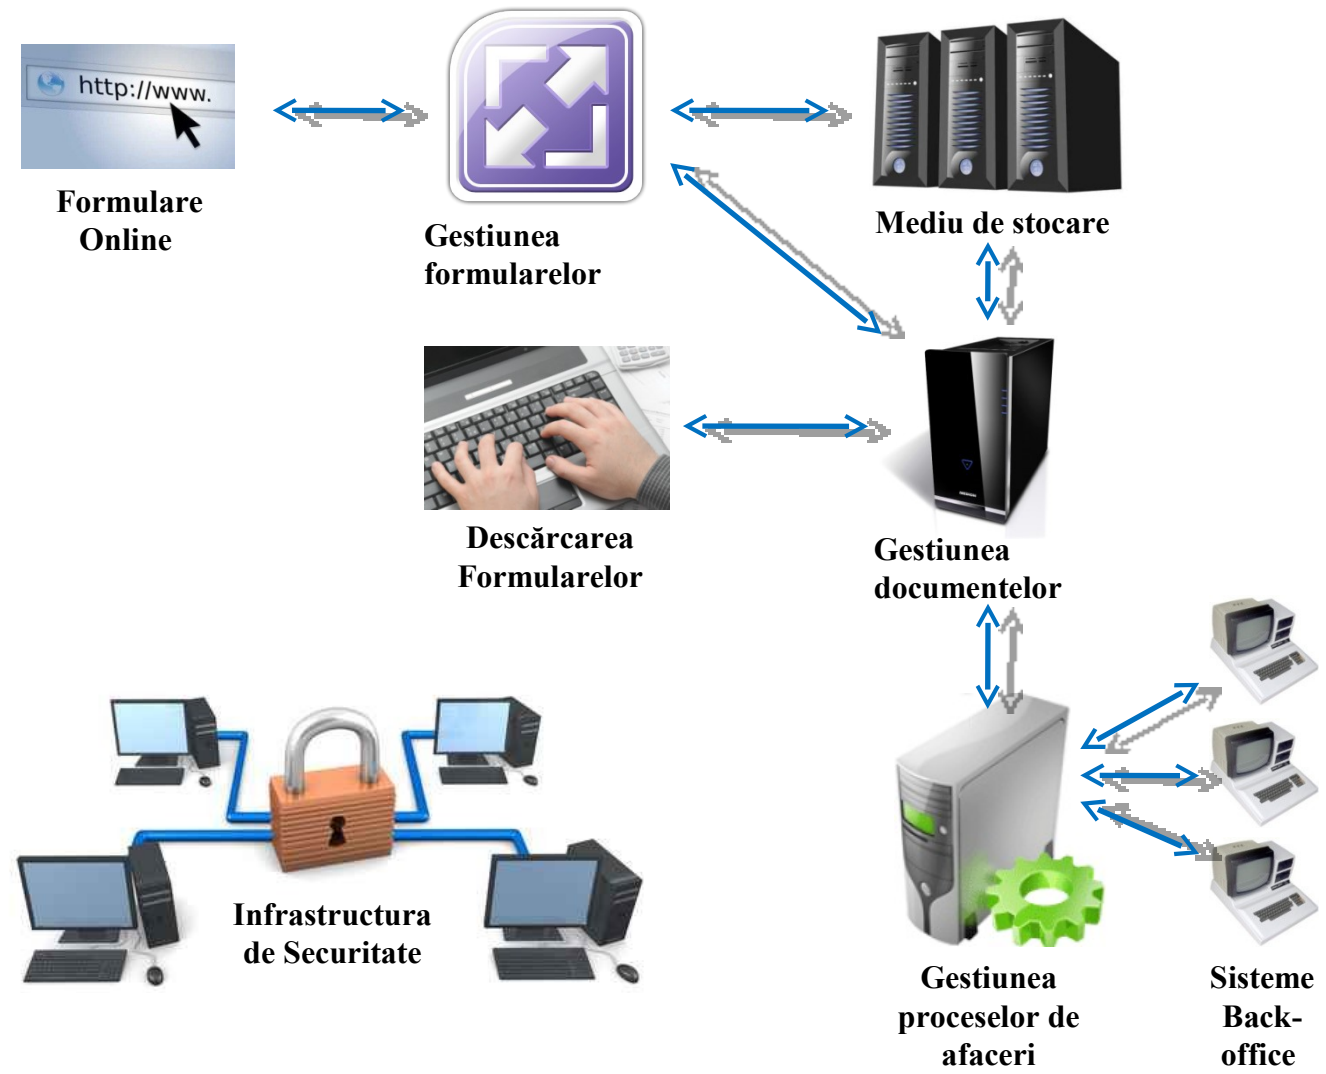 http://www.
Formulare
Online
Gestiunea
formularelor
Mediu de stocare
Descărcarea
Formularelor
Gestiunea
documentelor
Infrastructura
de Securitate
Gestiunea
proceselor de
afaceri
Sisteme
Back-
office